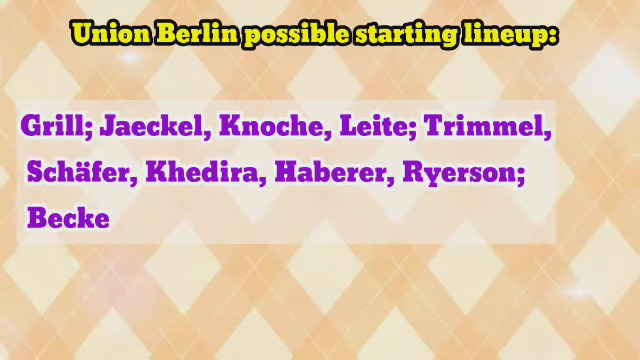 Union Berlin possible starting lineup:
Grill; Jaeckel, Knoche, Leite; Trimmel,
Schäfer, Khedira, Haberer, Ryerson;
Becke